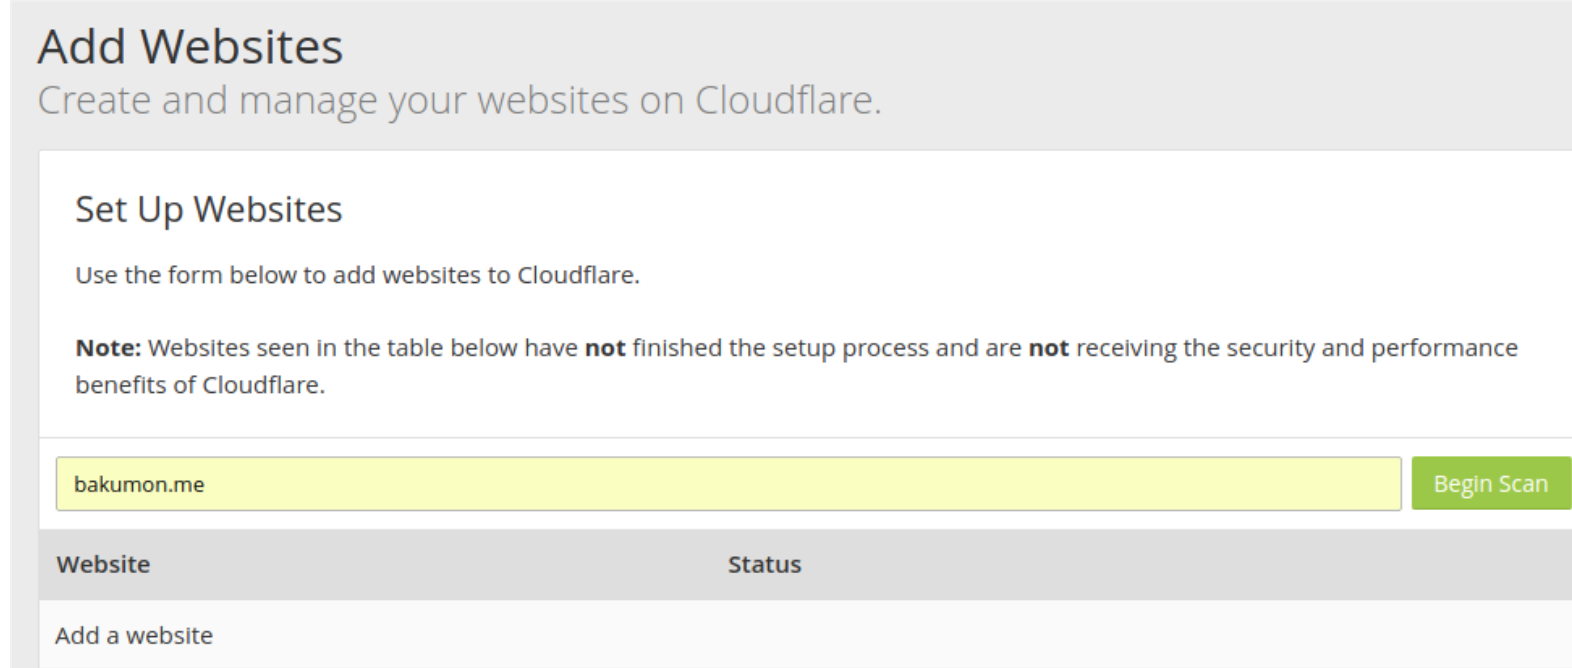 Add Websites
Create and manage your websites on Cloudflare.
Set Up Websites
Use the form below to add websites to Cloudflare.
Note: Websites seen in the table below have not finished the setup process and are not receiving the security and performance
benefits of Cloudflare.
bakumon.me Begin Scan
Website Status
Add a website